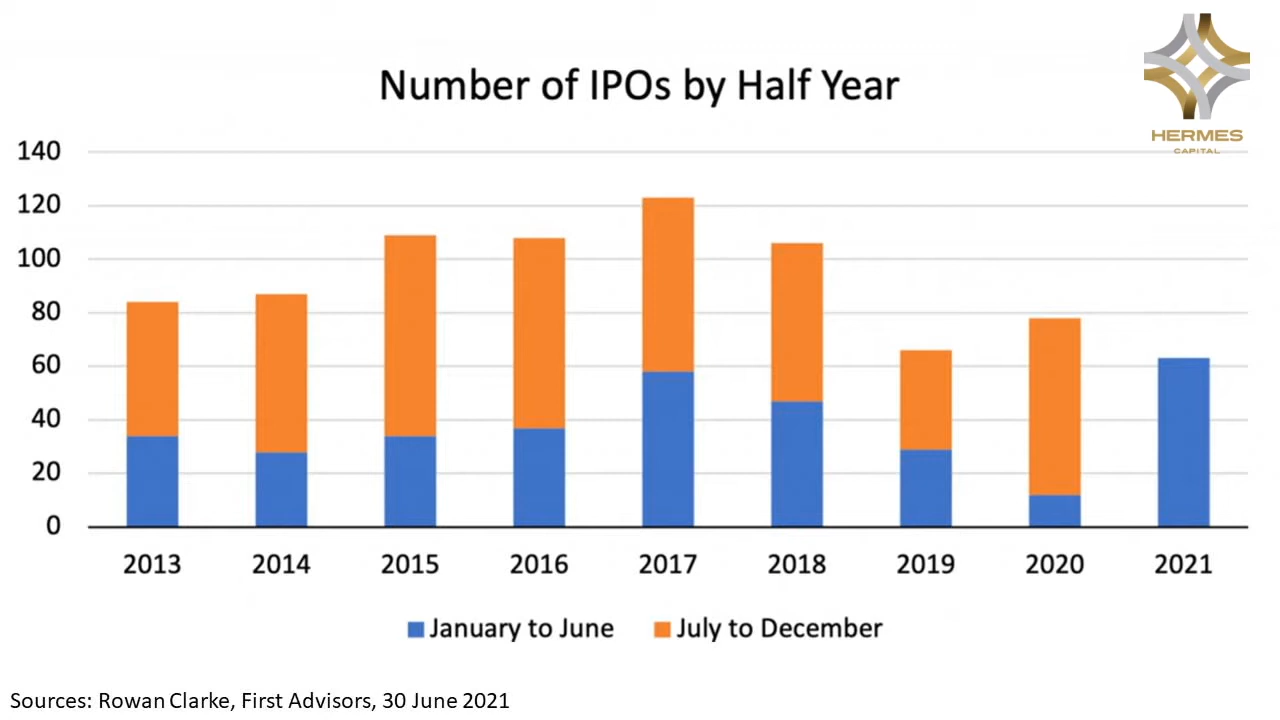 Number of IPOs by Half Year
HERMES
CAPITAL
140
120
100
80
60
40
20
0
2013 2014 2015 2016 2017 2018 2019 2020 2021
January to June July to December
Sources: Rowan Clarke, First Advisors, 30 June 2021